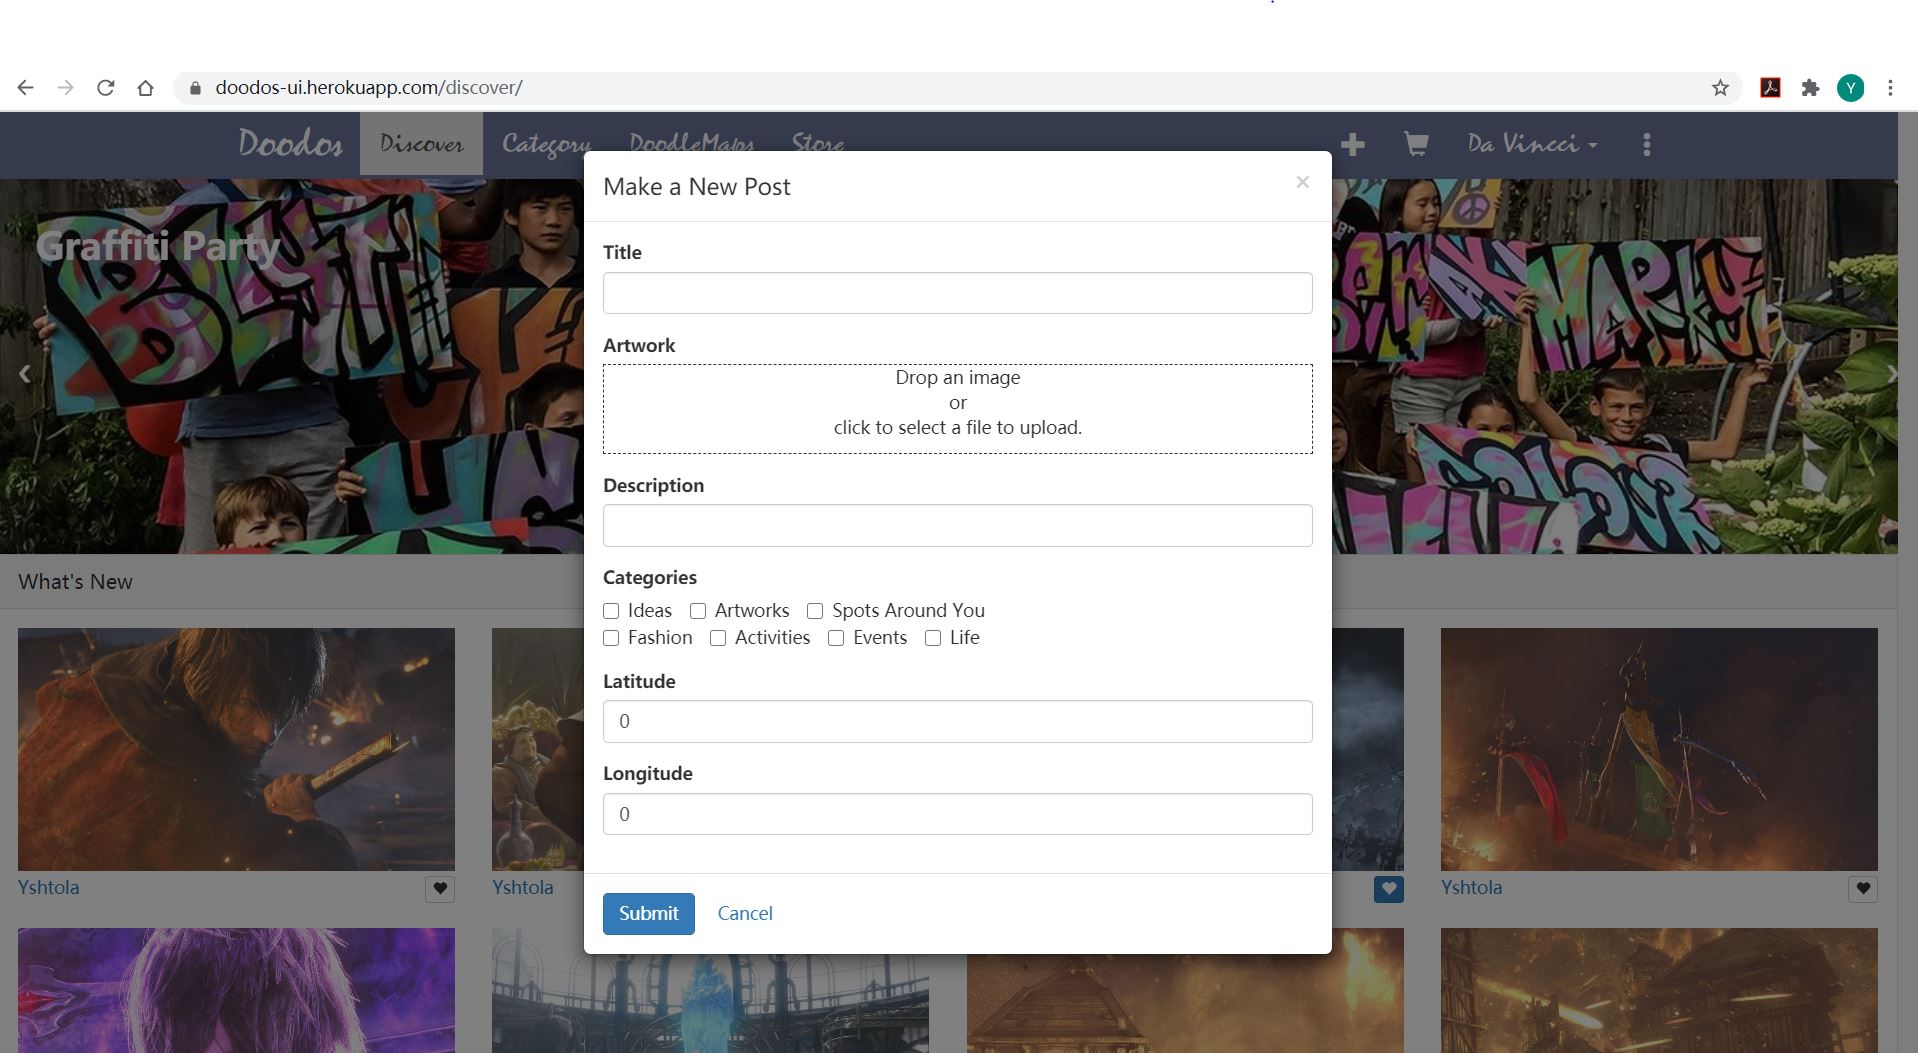 doodos-ui.herokuapp.com/discover/
Y
Doodos Discover Category DoodleMaps Store Da Vincci
Graffiti Party
Make a New Post ×
Title
Artwork
Drop an image
or
click to select a file to upload.
Description
Categories
Ideas Artworks Spots Around You
Fashion Activities Events Life
Latitude
0
Longitude
0
Submit Cancel
What's New
Yshtola Yshtola Yshtola
MARKY